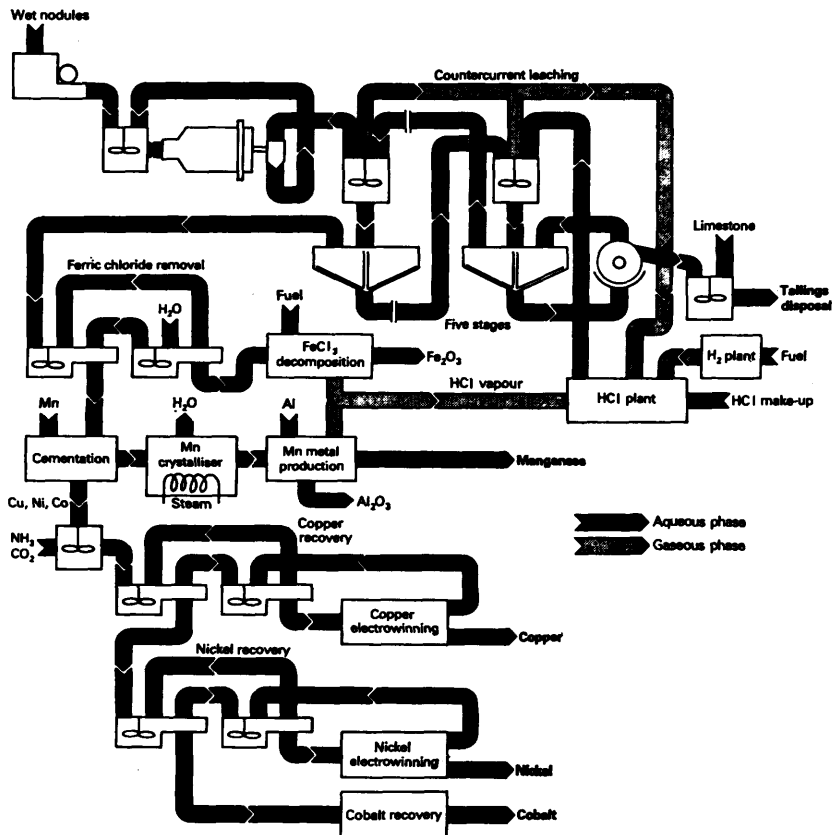 Wet nodules
Countercurrent leaching
Limestone
Ferric chloride removal
Tailings
disposal
H₂O
Fuel
Five stages
FeCl₃
decomposition
Fe₂O₃
H₂ plant
Fuel
HCl vapour
HCl plant
HCl make-up
Mn
H₂O
Al
Cementation
Mn
crystalliser
Steam
Mn metal
production
Manganese
Al₂O₃
Cu, Ni, Co
NH₃
CO₂
Copper
recovery
Aqueous phase
Gaseous phase
Copper
electrowinning
Copper
Nickel recovery
Nickel
electrowinning
Nickel
Cobalt recovery
Cobalt